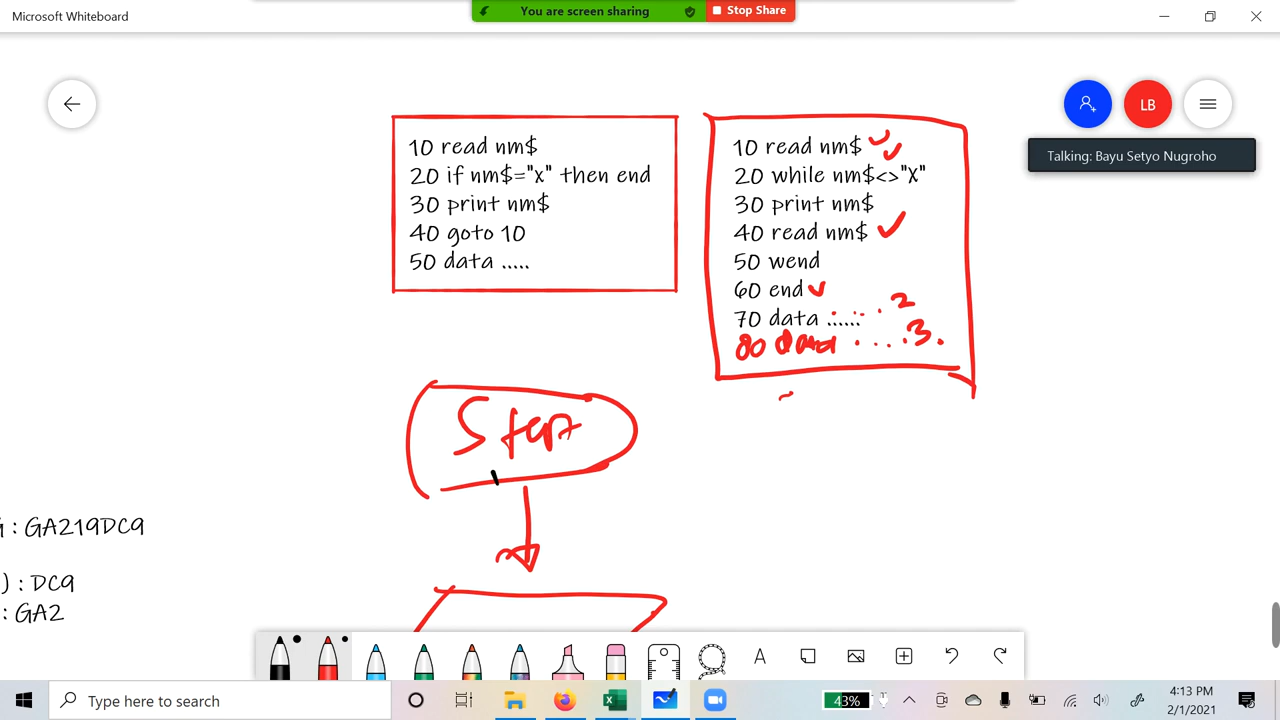 Microsoft Whiteboard
You are screen sharing
Stop Share
LB
Talking: Bayu Setyo Nugroho
10 read nm$
20 if nm$="x" then end
30 print nm$
40 goto 10
50 data .....
10 read nm$
20 while nm$<>"X"
30 print nm$
40 read nm$
50 wend
60 end
70 data ...... 2
80 data .... 3.
Start
: GA219DC9
) : DC9
: GA2
A
Type here to search
43%
4:13 PM
2/1/2021